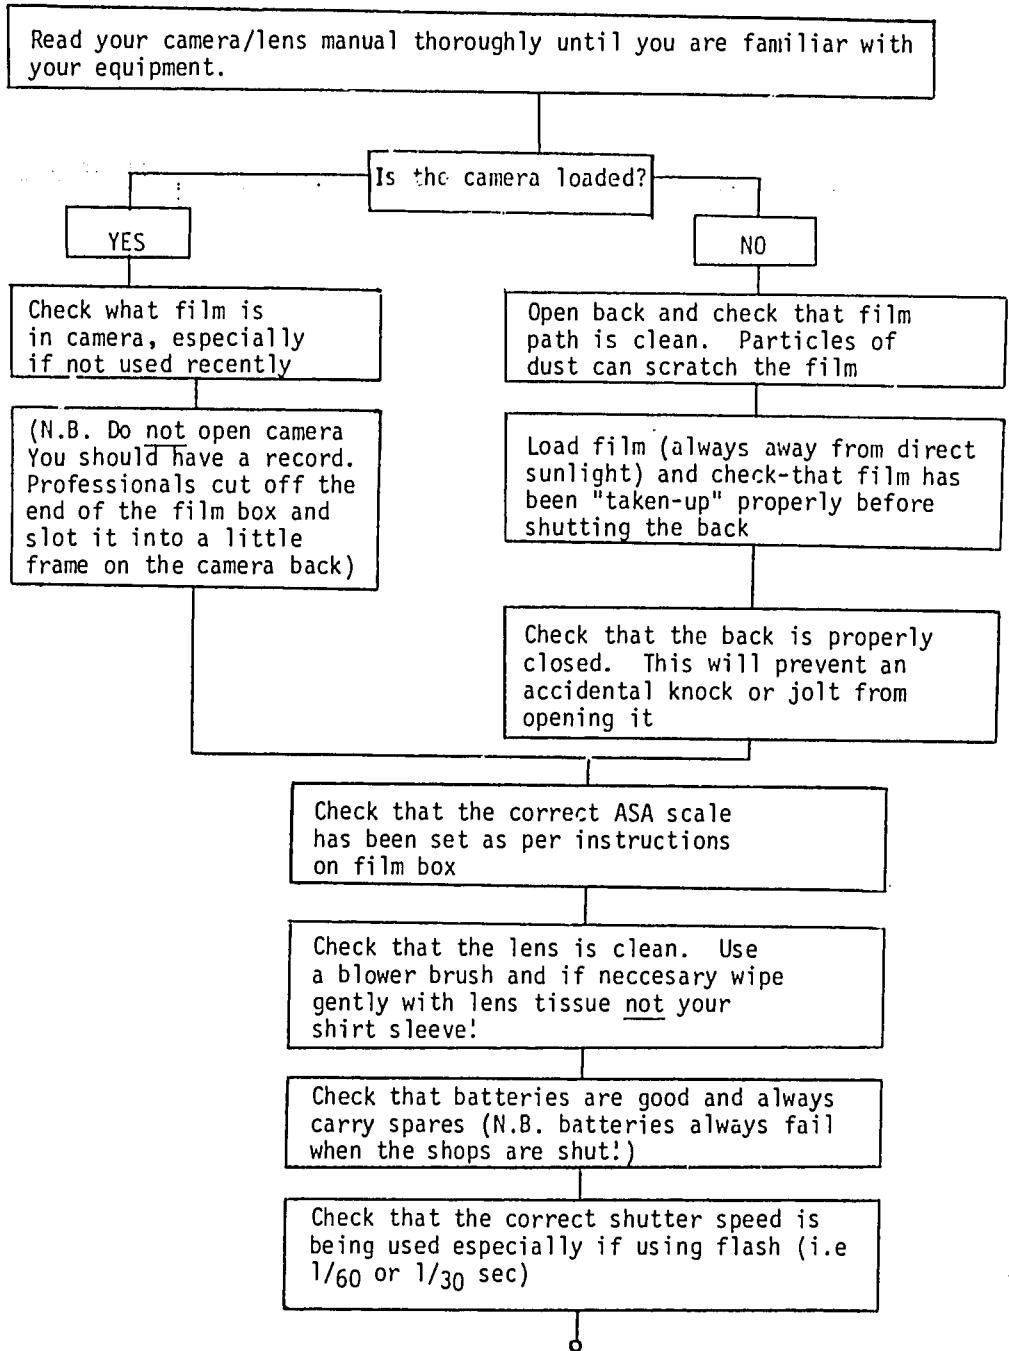 Read your camera/lens manual thoroughly until you are familiar with
your equipment.
Is the camera loaded?
YES
NO
Check what film is
in camera, especially
if not used recently
(N.B. Do not open camera
You should have a record.
Professionals cut off the
end of the film box and
slot it into a little
frame on the camera back)
Open back and check that film
path is clean. Particles of
dust can scratch the film
Load film (always away from direct
sunlight) and check-that film has
been "taken-up" properly before
shutting the back
Check that the back is properly
closed. This will prevent an
accidental knock or jolt from
opening it
Check that the correct ASA scale
has been set as per instructions
on film box
Check that the lens is clean. Use
a blower brush and if neccesary wipe
gently with lens tissue not your
shirt sleeve!
Check that batteries are good and always
carry spares (N.B. batteries always fail
when the shops are shut!)
Check that the correct shutter speed is
being used especially if using flash (i.e
1/60 or 1/30 sec)